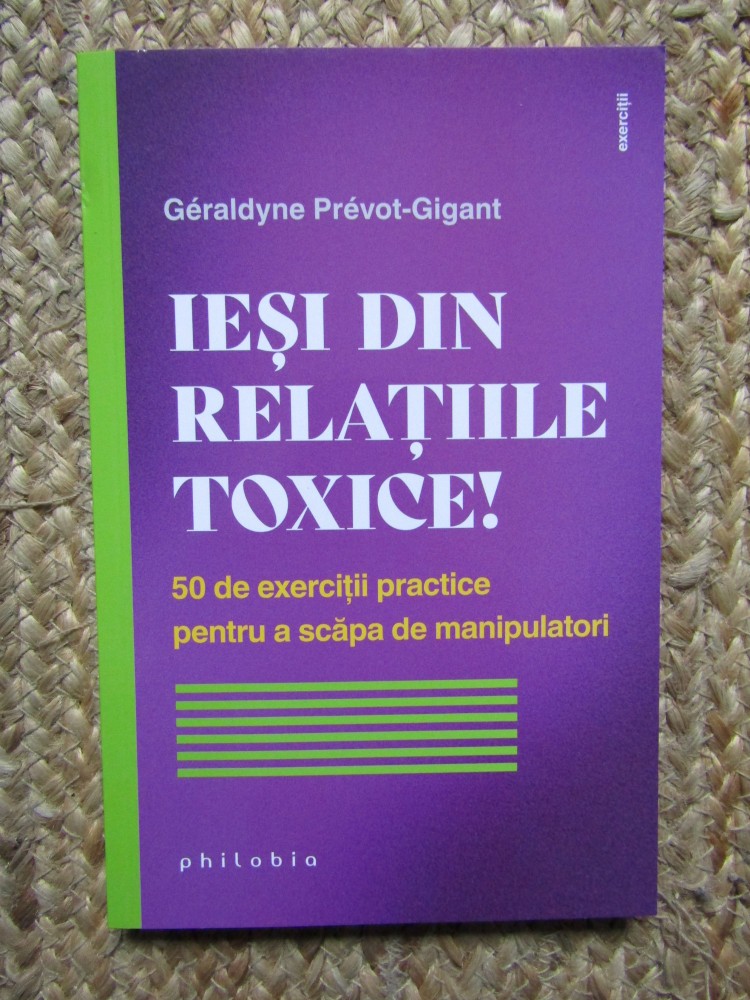 exerciții
Géraldyne Prévot-Gigant
IEȘI DIN
RELAȚIILE
TOXICE!
50 de exerciții practice
pentru a scăpa de manipulatori
philobia